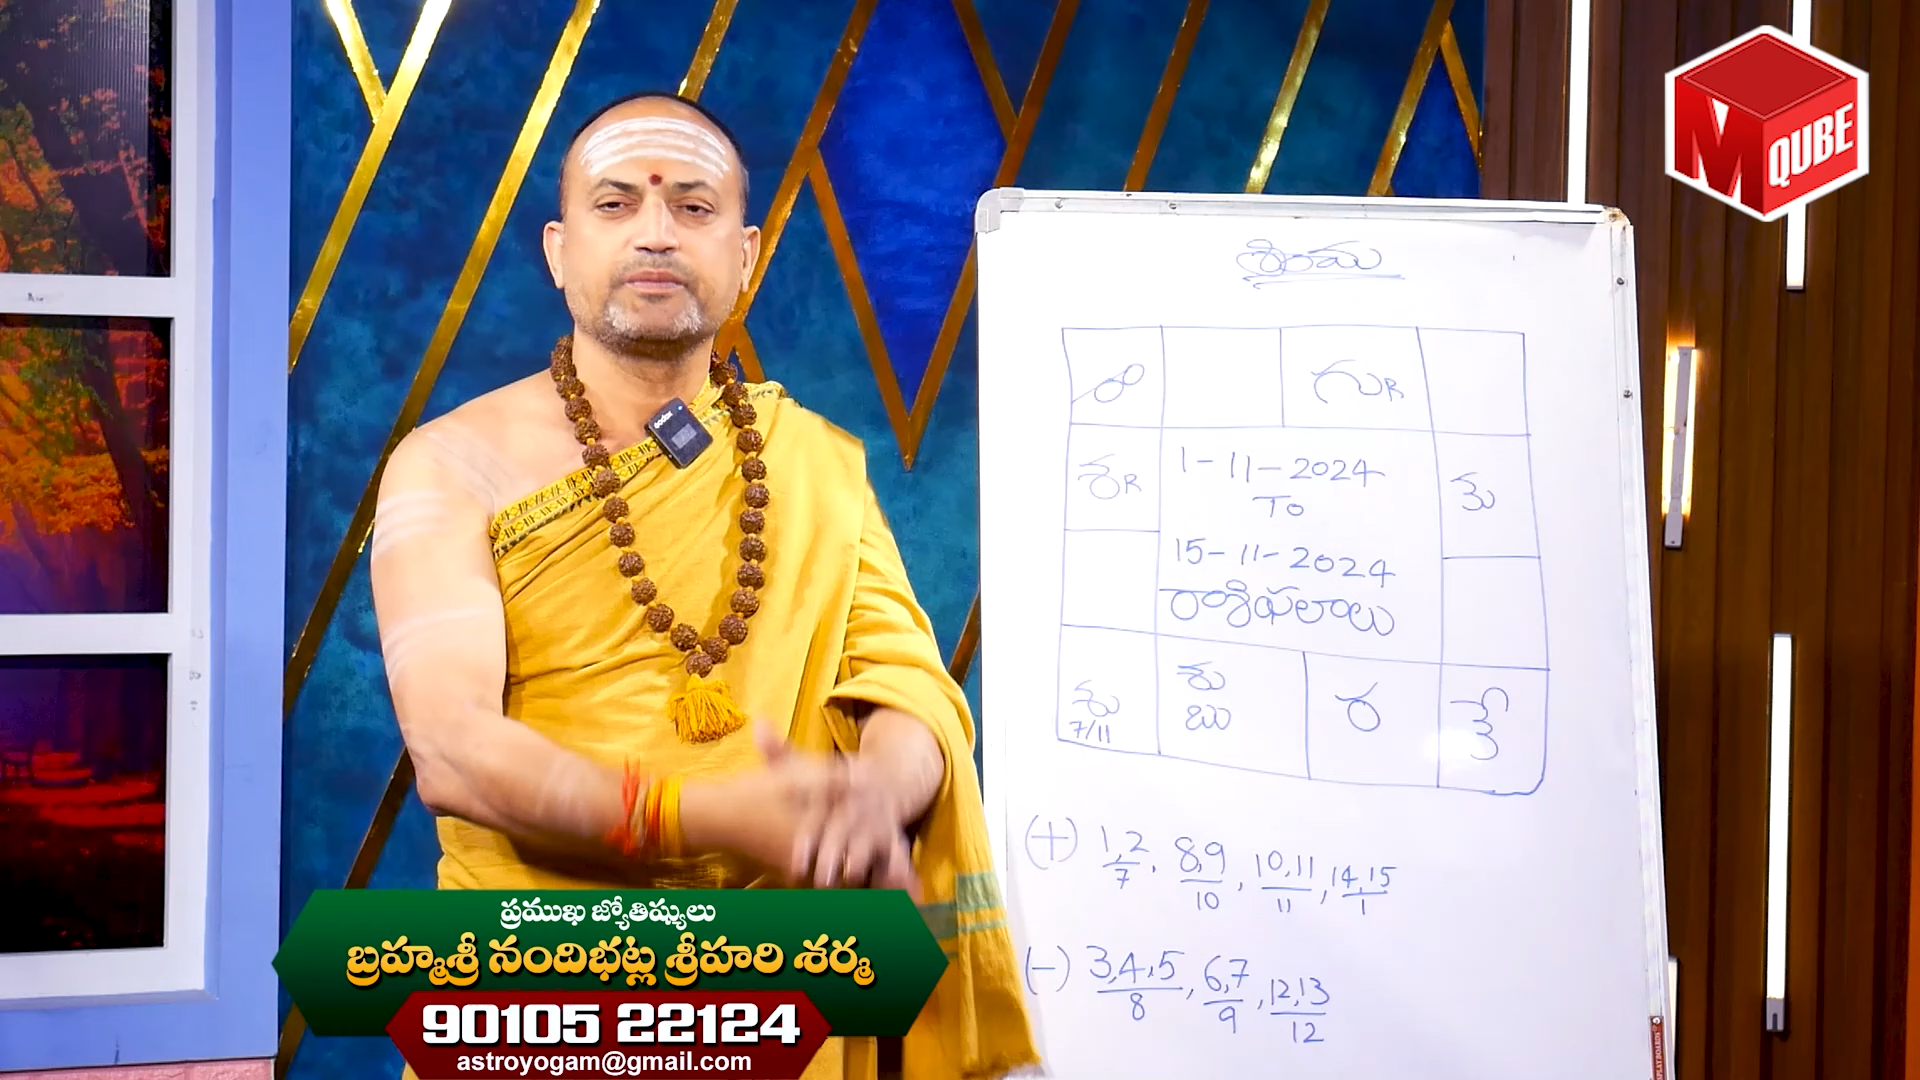 M QUBE
శ్రీరామ
రా
గు R
శ R
కు
1-11-2024
To
15-11-2024
రాశిఫలాలు
శు
7/11
శు
బు
ర
కే
(+) 1,2/7, 8,9/10, 10,11/11, 14,15/1
(-) 3,4,5/8, 6,7/9, 12,13/12
Godox
ప్రముఖ జ్యోతిష్యులు
బ్రహ్మశ్రీ నందిభట్ల శ్రీహరి శర్మ
90105 22124
astroyogam@gmail.com